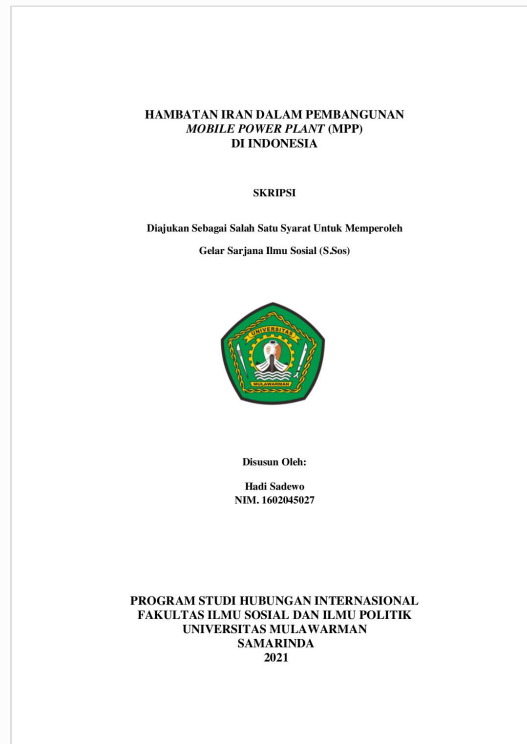 HAMBATAN IRAN DALAM PEMBANGUNAN
MOBILE POWER PLANT (MPP)
DI INDONESIA
SKRIPSI
Diajukan Sebagai Salah Satu Syarat Untuk Memperoleh
Gelar Sarjana Ilmu Sosial (S.Sos)
UNIVERSITAS
MULAWARMAN
Disusun Oleh:
Hadi Sadewo
NIM. 1602045027
PROGRAM STUDI HUBUNGAN INTERNASIONAL
FAKULTAS ILMU SOSIAL DAN ILMU POLITIK
UNIVERSITAS MULAWARMAN
SAMARINDA
2021